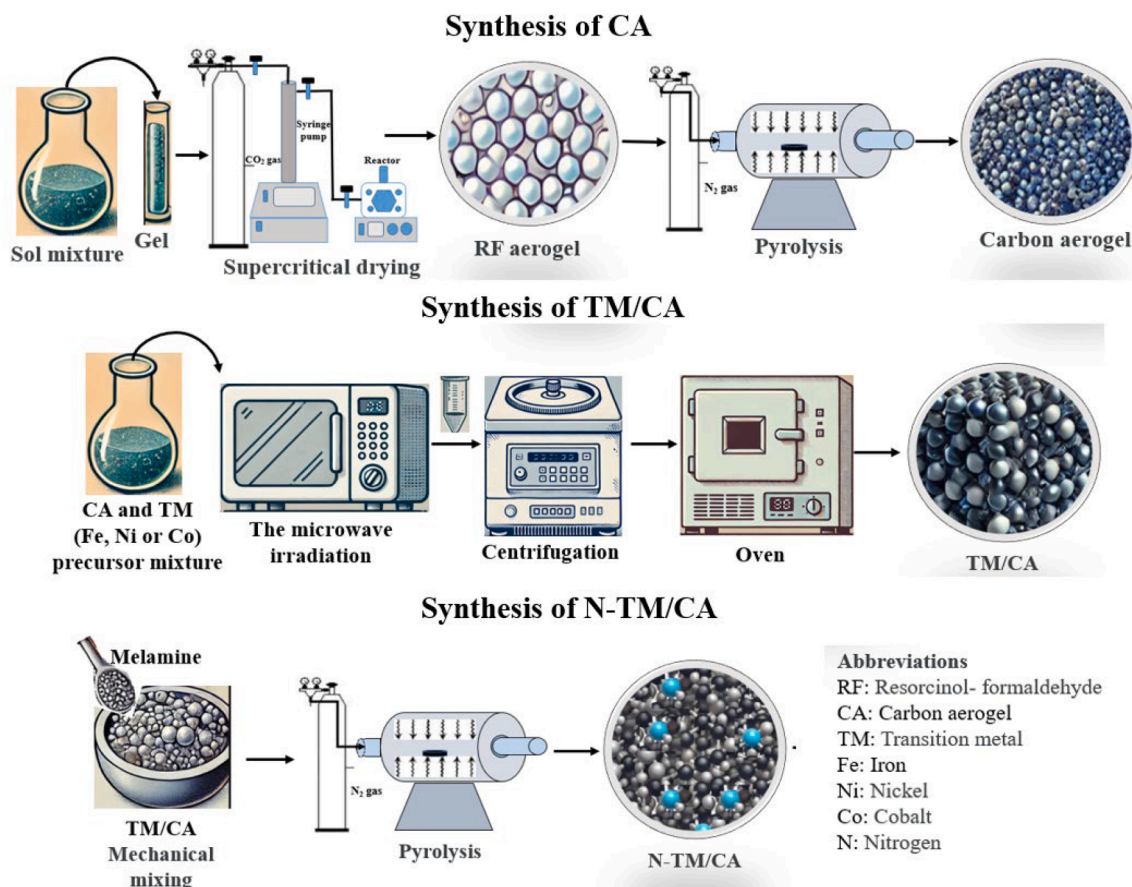 Synthesis of CA
Sol mixture
Gel
CO₂ gas
Syringe
pump
Reactor
Supercritical drying
RF aerogel
N₂ gas
Pyrolysis
Carbon aerogel
Synthesis of TM/CA
CA and TM
(Fe, Ni or Co)
precursor mixture
The microwave
irradiation
Centrifugation
Oven
TM/CA
Synthesis of N-TM/CA
Melamine
TM/CA
Mechanical
mixing
N₂ gas
Pyrolysis
N-TM/CA
Abbreviations
RF: Resorcinol- formaldehyde
CA: Carbon aerogel
TM: Transition metal
Fe: Iron
Ni: Nickel
Co: Cobalt
N: Nitrogen